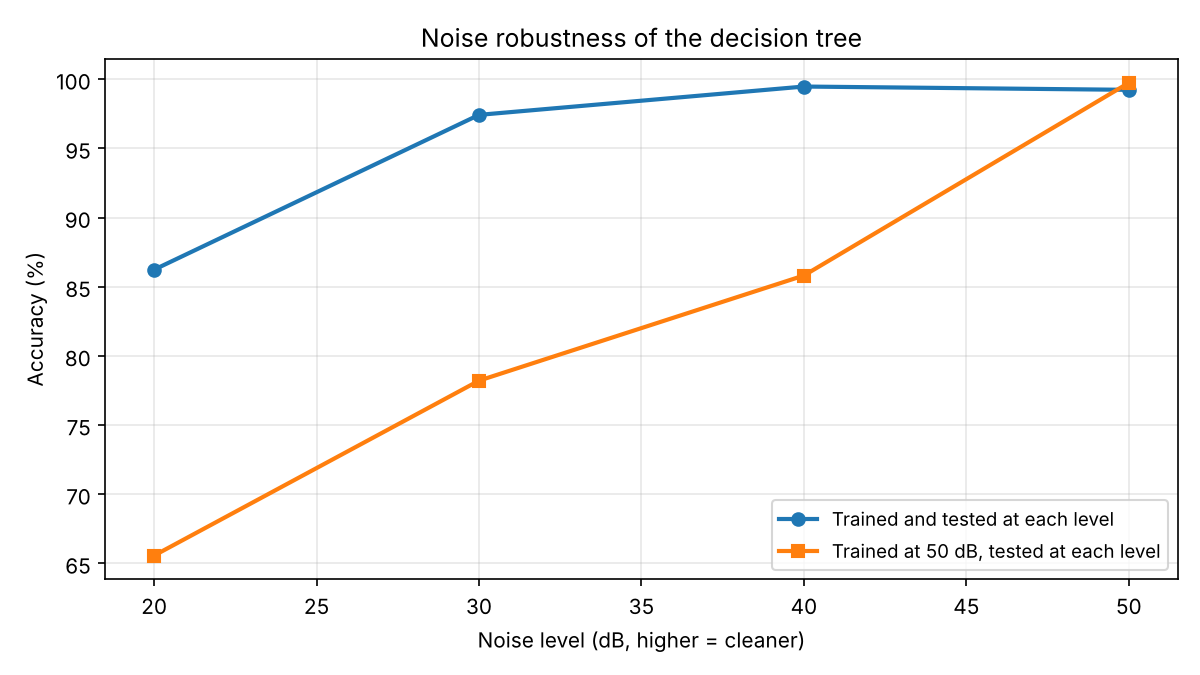 Noise robustness of the decision tree
100
95
90
85
80
75
70
65
Accuracy (%)
Trained and tested at each level
Trained at 50 dB, tested at each level
20 25 30 35 40 45 50
Noise level (dB, higher = cleaner)